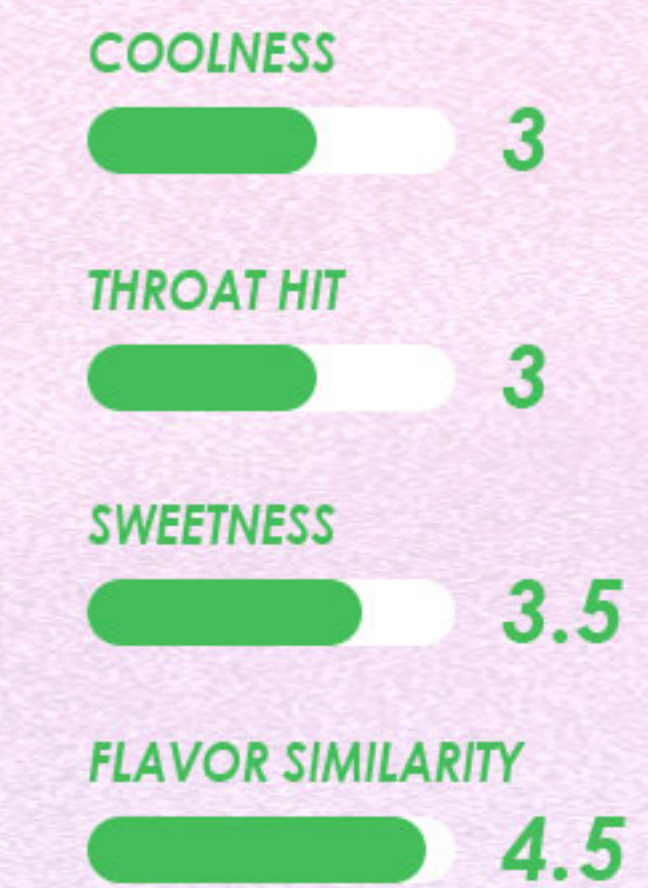 COOLNESS
3
THROAT HIT
3
SWEETNESS
3.5
FLAVOR SIMILARITY
4.5